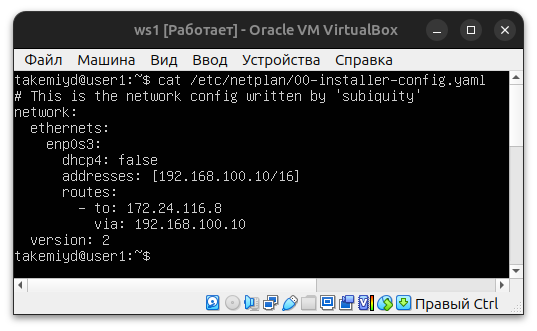 ws1 [Работает] - Oracle VM VirtualBox
Файл Машина Вид Ввод Устройства Справка
takemiyd@user1:~$ cat /etc/netplan/00-installer-config.yaml
# This is the network config written by 'subiquity'
network:
  ethernets:
    enp0s3:
      dhcp4: false
      addresses: [192.168.100.10/16]
      routes:
        - to: 172.24.116.8
          via: 192.168.100.10
  version: 2
takemiyd@user1:~$
Правый Ctrl